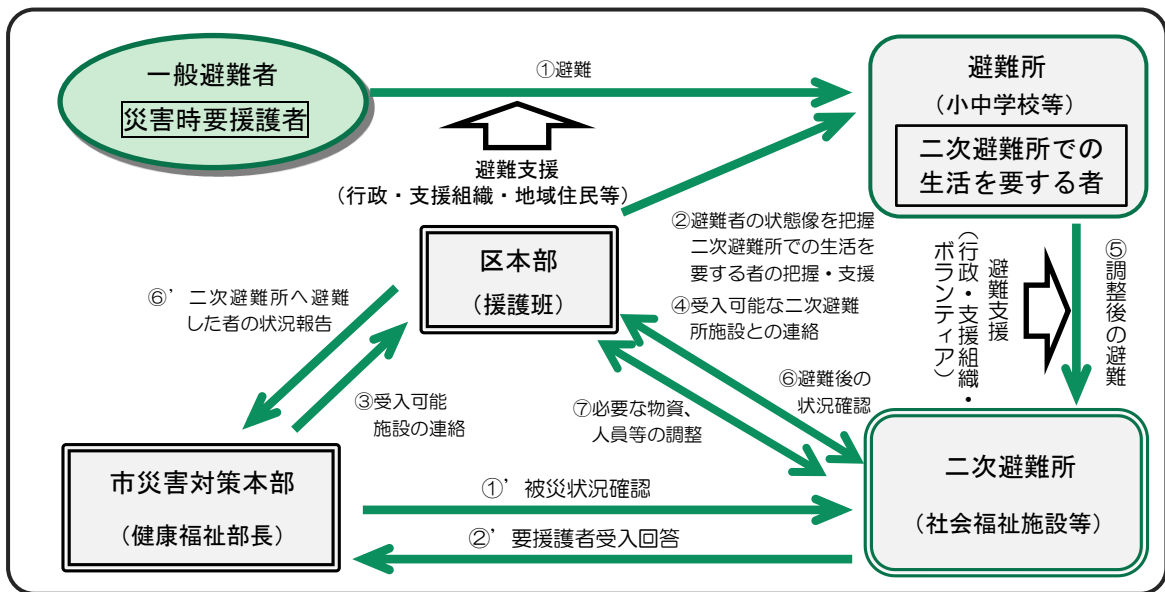 一般避難者
災害時要援護者
①避難
避難所
（小中学校等）
二次避難所での
生活を要する者
避難支援
（行政・支援組織・地域住民等）
②避難者の状態像を把握
二次避難所での生活を
要する者の把握・支援
区本部
（援護班）
⑥’二次避難所へ避難
した者の状況報告
④受入可能な二次避難
所施設との連絡
避難支援
（行政・支援組織・
ボランティア）
⑤調整後の避難
③受入可能
施設の連絡
⑦必要な物資、
人員等の調整
⑥避難後の
状況確認
市災害対策本部
（健康福祉部長）
①’被災状況確認
②’要援護者受入回答
二次避難所
（社会福祉施設等）